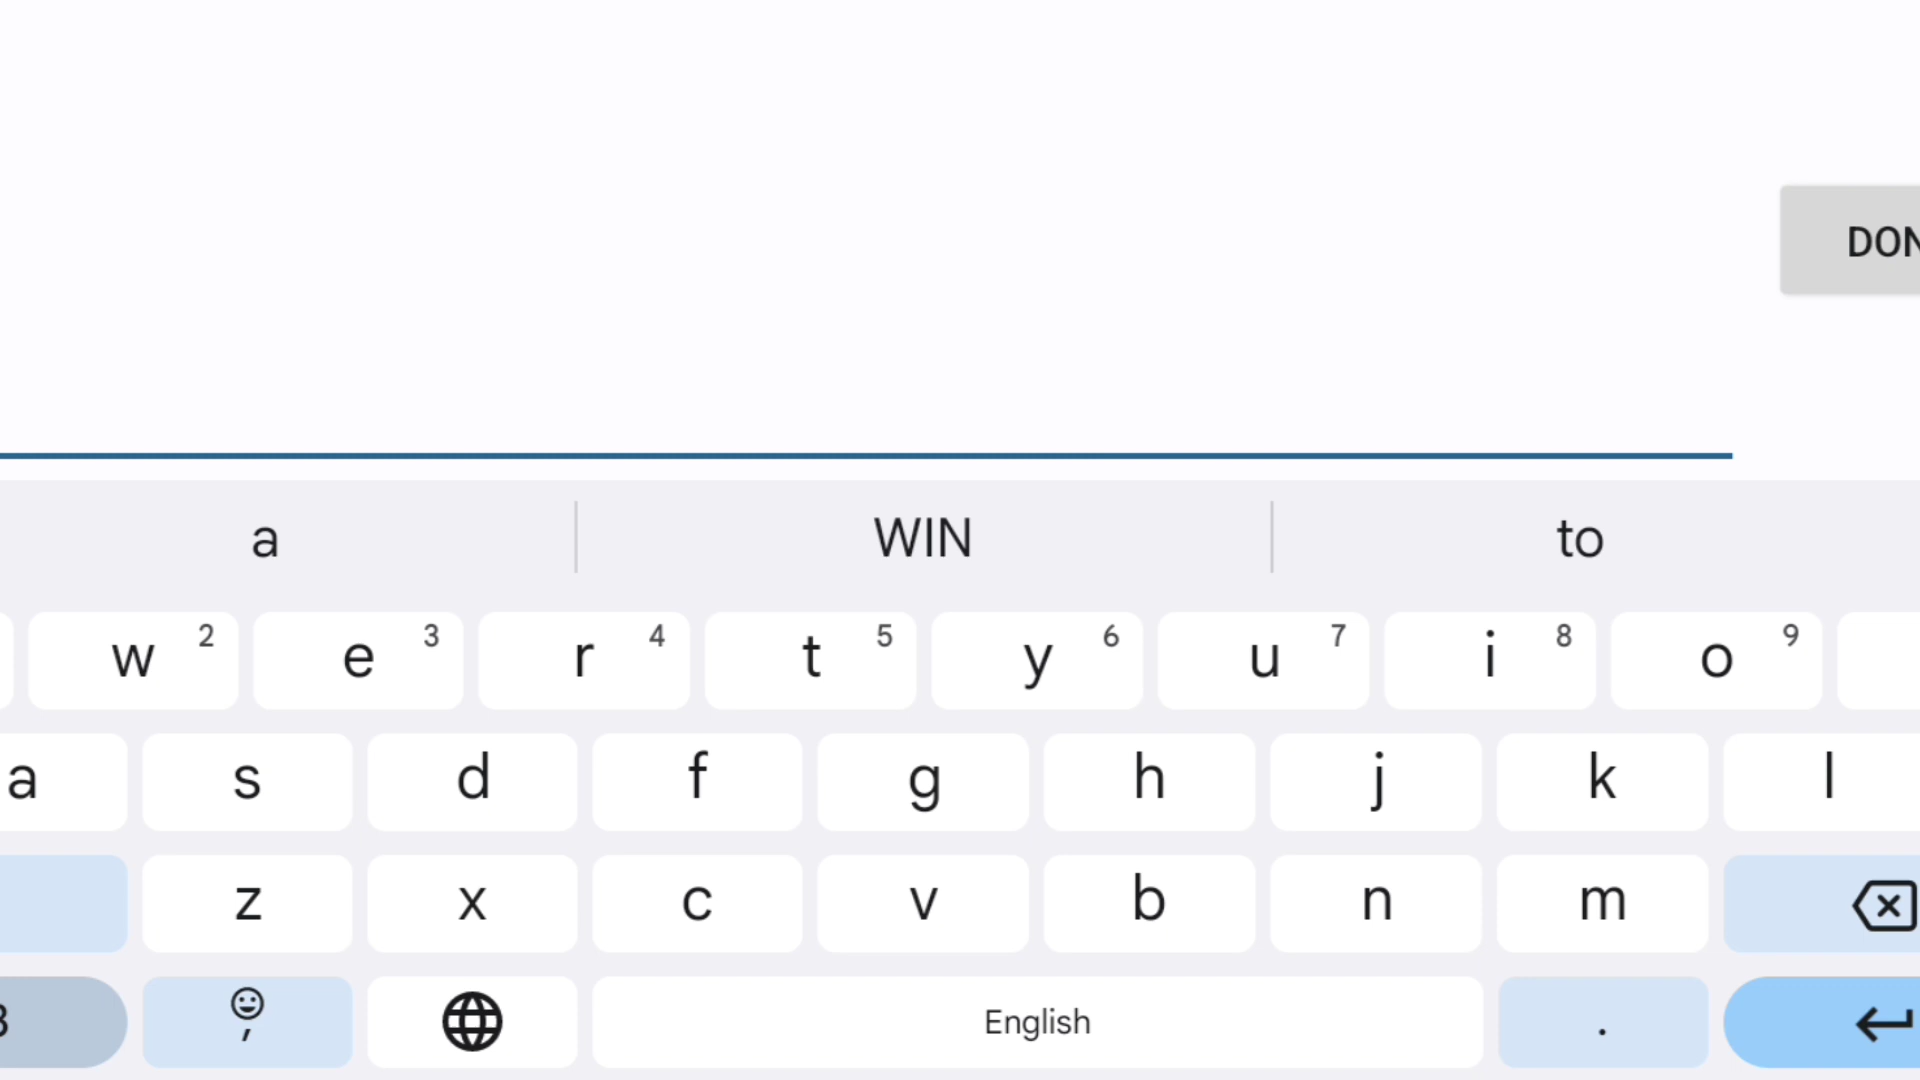 DON
a WIN to
w 2 e 3 r 4 t 5 y 6 u 7 i 8 o 9
a s d f g h j k l
z x c v b n m
, English .